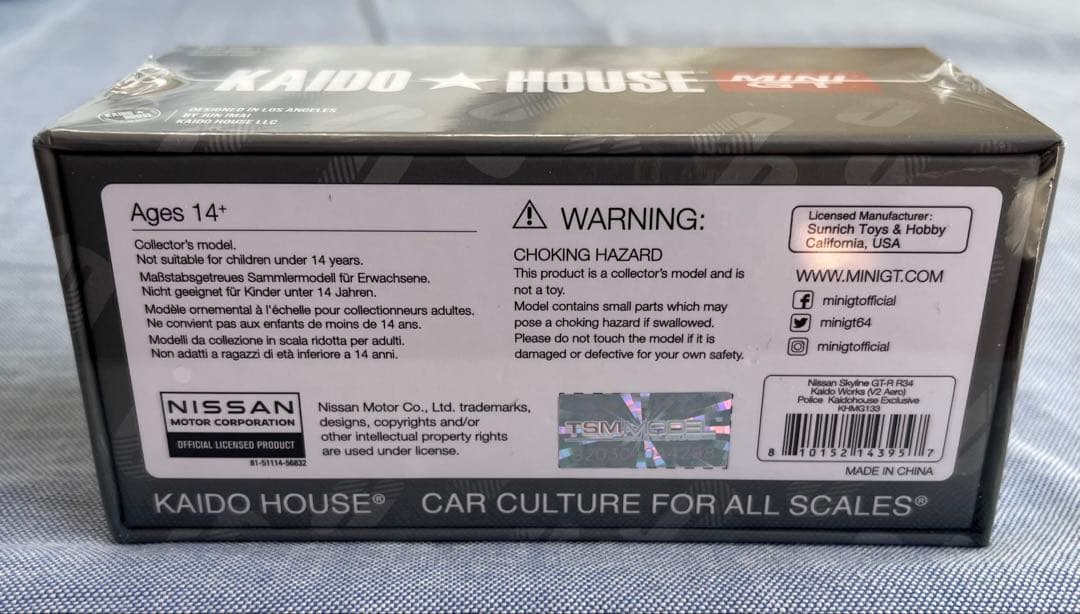 KAIDO ★ HOUSE MINI GT
KAIDO ★ HOUSE
DESIGNED IN LOS ANGELES
BY JUN IMAI
KAIDO HOUSE LLC
Ages 14+
Collector's model.
Not suitable for children under 14 years.
Maßstabsgetreues Sammlermodell für Erwachsene.
Nicht geeignet für Kinder unter 14 Jahren.
Modèle ornemental à l'échelle pour collectionneurs adultes.
Ne convient pas aux enfants de moins de 14 ans.
Modelli da collezione in scala ridotta per adulti.
Non adatti a ragazzi di età inferiore a 14 anni.
WARNING:
CHOKING HAZARD
This product is a collector's model and is
not a toy.
Model contains small parts which may
pose a choking hazard if swallowed.
Please do not touch the model if it is
damaged or defective for your own safety.
Licensed Manufacturer:
Sunrich Toys & Hobby
California, USA
WWW.MINIGT.COM
minigtofficial
minigt64
minigtofficial
NISSAN
MOTOR CORPORATION
OFFICIAL LICENSED PRODUCT
81-51114-56832
Nissan Motor Co., Ltd. trademarks,
designs, copyrights and/or
other intellectual property rights
are used under license.
TSM MODEL
Nissan Skyline GT-R R34
Kaido Works (V2 Aero)
Police Kaidohouse Exclusive
KHMG133
8 10152 14395 7
MADE IN CHINA
KAIDO HOUSE® CAR CULTURE FOR ALL SCALES®